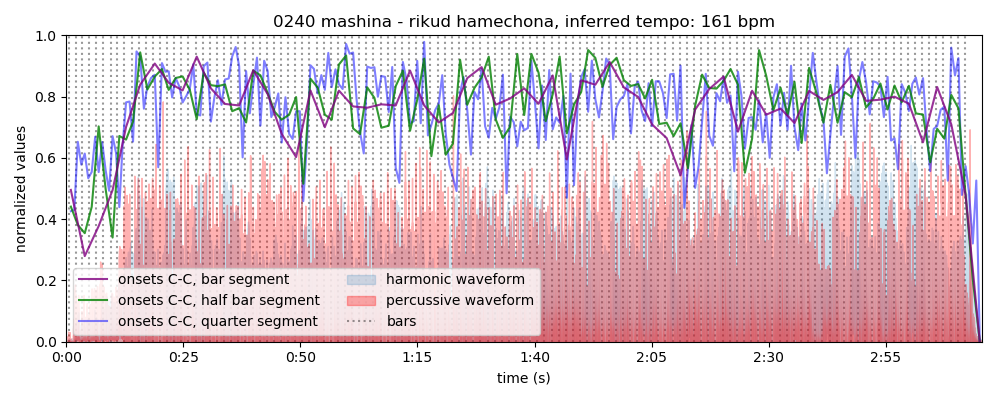 0240 mashina - rikud hamechona, inferred tempo: 161 bpm
normalized values
1.0
0.8
0.6
0.4
0.2
0.0
onsets C-C, bar segment
onsets C-C, half bar segment
onsets C-C, quarter segment
harmonic waveform
percussive waveform
bars
0:00 0:25 0:50 1:15 1:40 2:05 2:30 2:55
time (s)